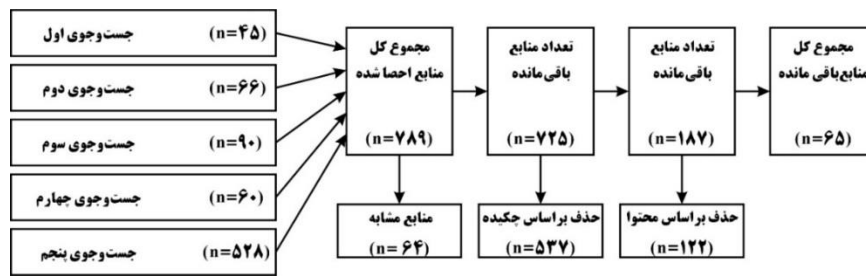 جست‌وجوی اول (n=۴۵)
جست‌وجوی دوم (n=۶۶)
جست‌وجوی سوم (n=۹۰)
جست‌وجوی چهارم (n=۶۰)
جست‌وجوی پنجم (n=۵۲۸)
مجموع کل
منابع احصا شده
(n=۷۸۹)
منابع مشابه
(n= ۶۴)
تعداد منابع
باقی‌مانده
(n=۷۲۵)
حذف براساس چکیده
(n=۵۳۷)
تعداد منابع
باقی‌مانده
(n=۱۸۷)
حذف براساس محتوا
(n=۱۲۲)
مجموع کل
منابع باقی مانده
(n=۶۵)